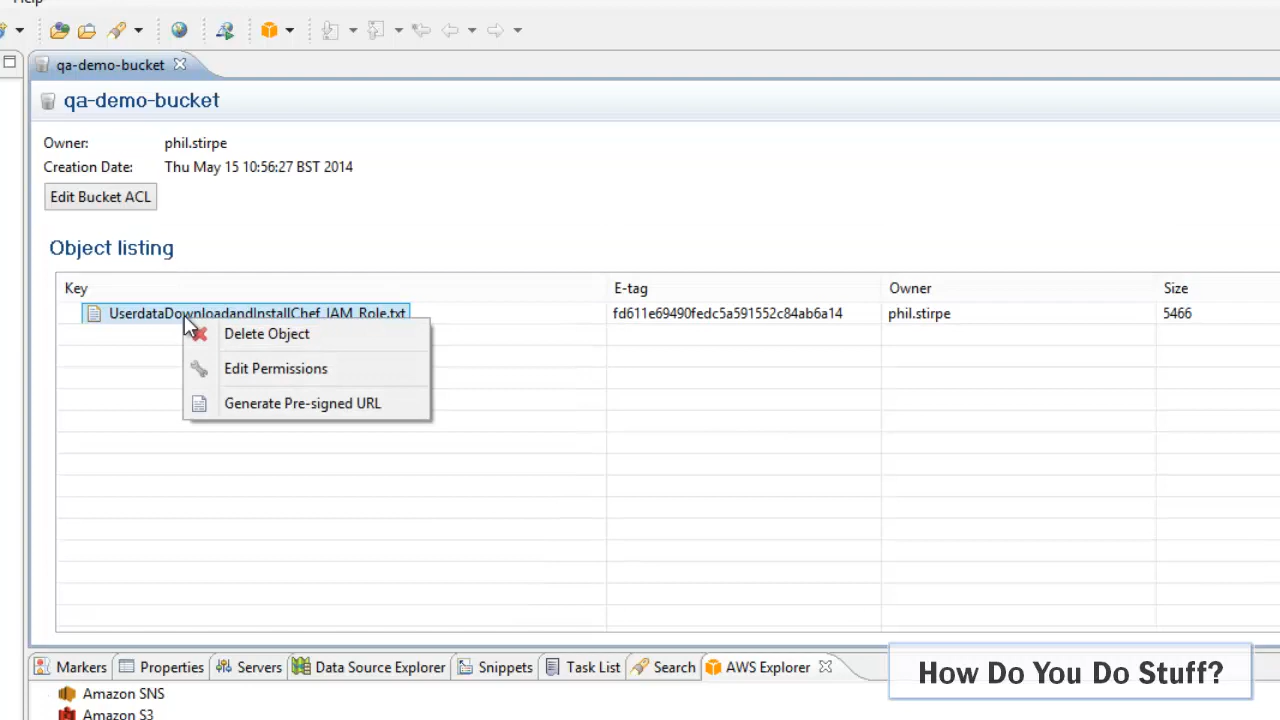 Help
qa-demo-bucket
qa-demo-bucket
Owner: phil.stirpe
Creation Date: Thu May 15 10:56:27 BST 2014
Edit Bucket ACL
Object listing
Key E-tag Owner Size
UserdataDownloadandInstallChef_IAM_Role.txt fd611e69490fedc5a591552c84ab6a14 phil.stirpe 5466
Delete Object
Edit Permissions
Generate Pre-signed URL
Markers Properties Servers Data Source Explorer Snippets Task List Search AWS Explorer
How Do You Do Stuff?
Amazon SNS
Amazon S3